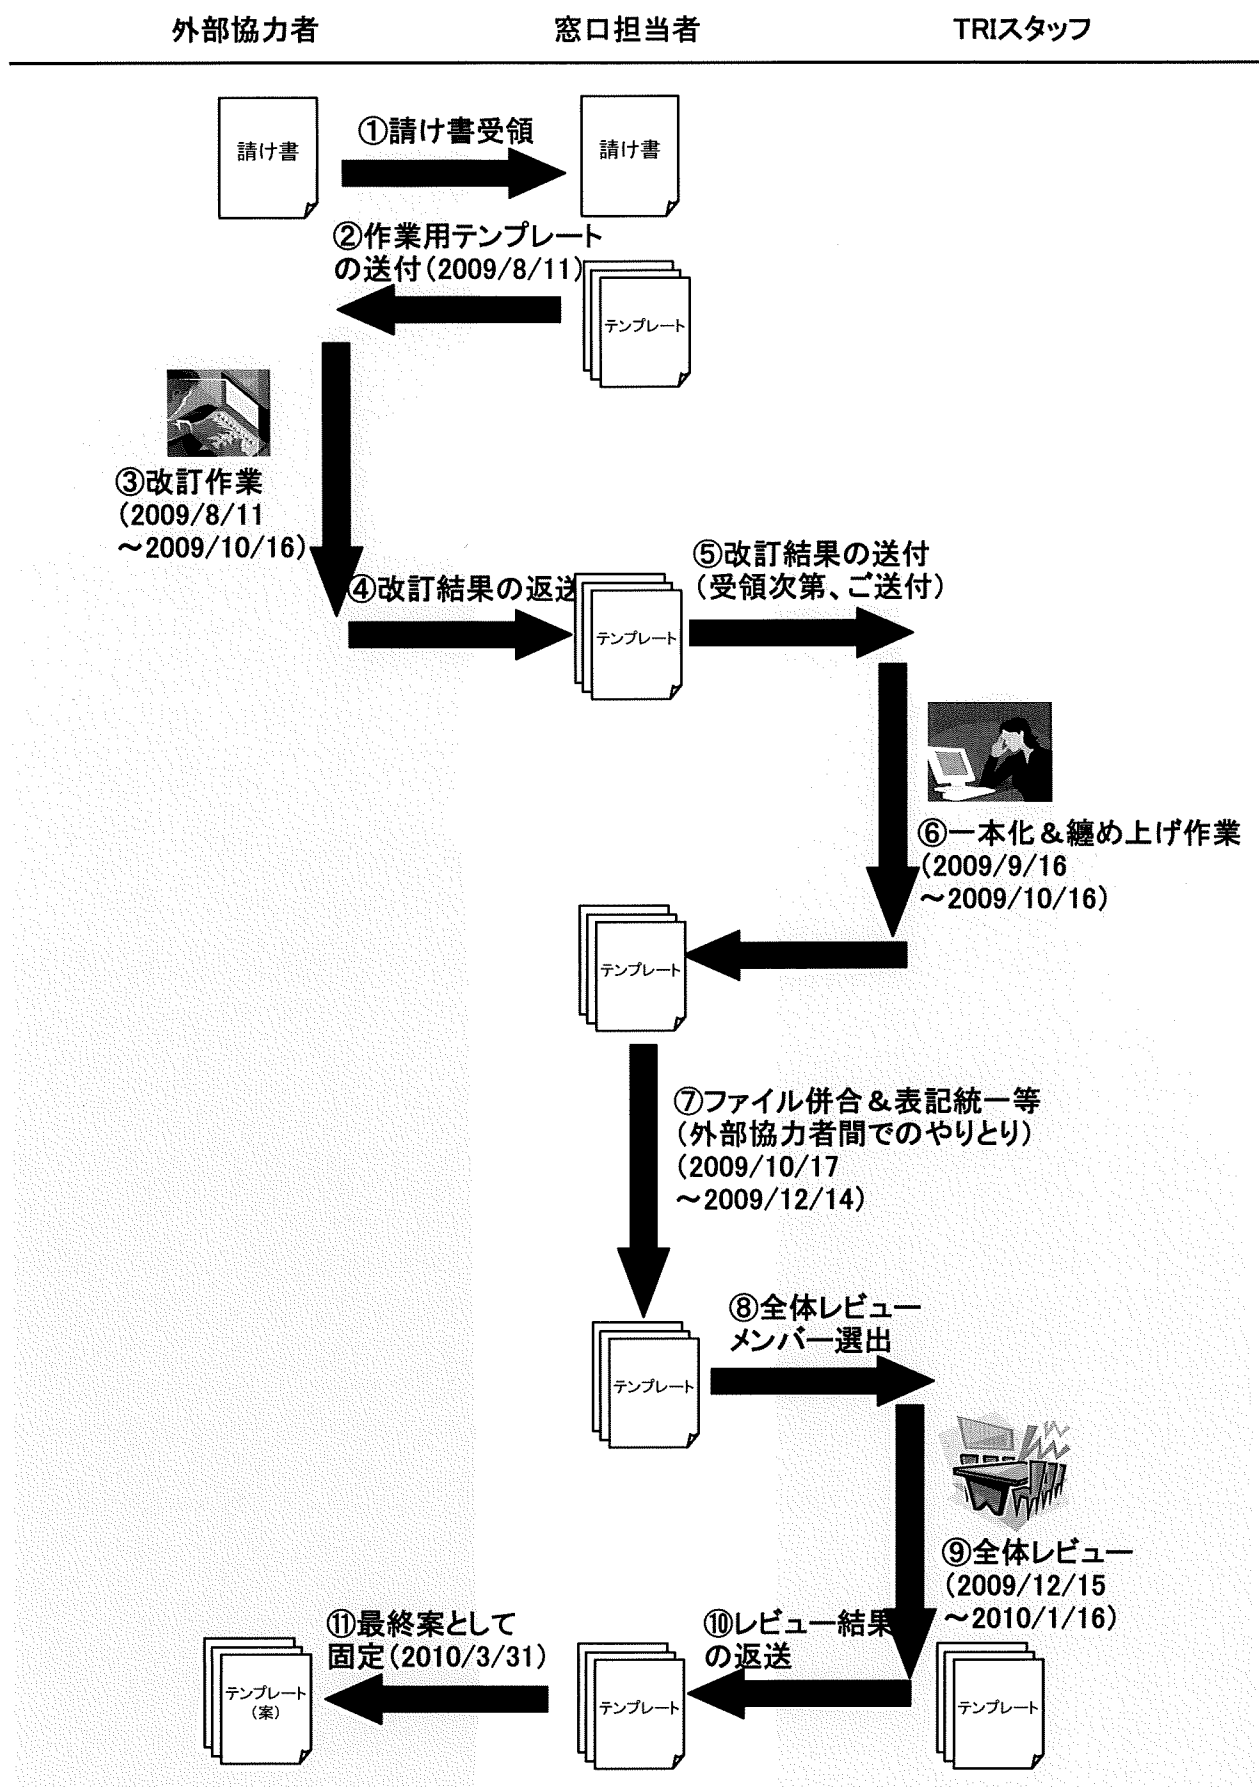 外部協力者
窓口担当者
TRIスタッフ
請け書
①請け書受領
請け書
②作業用テンプレート
の送付(2009/8/11)
テンプレート
③改訂作業
(2009/8/11
～2009/10/16)
④改訂結果の返送
テンプレート
⑤改訂結果の送付
(受領次第、ご送付)
⑥一本化＆纏め上げ作業
(2009/9/16
～2009/10/16)
テンプレート
⑦ファイル併合＆表記統一等
(外部協力者間でのやりとり)
(2009/10/17
～2009/12/14)
テンプレート
⑧全体レビュー
メンバー選出
⑨全体レビュー
(2009/12/15
～2010/1/16)
テンプレート
⑩レビュー結果
の返送
テンプレート
⑪最終案として
固定(2010/3/31)
テンプレート
(案)